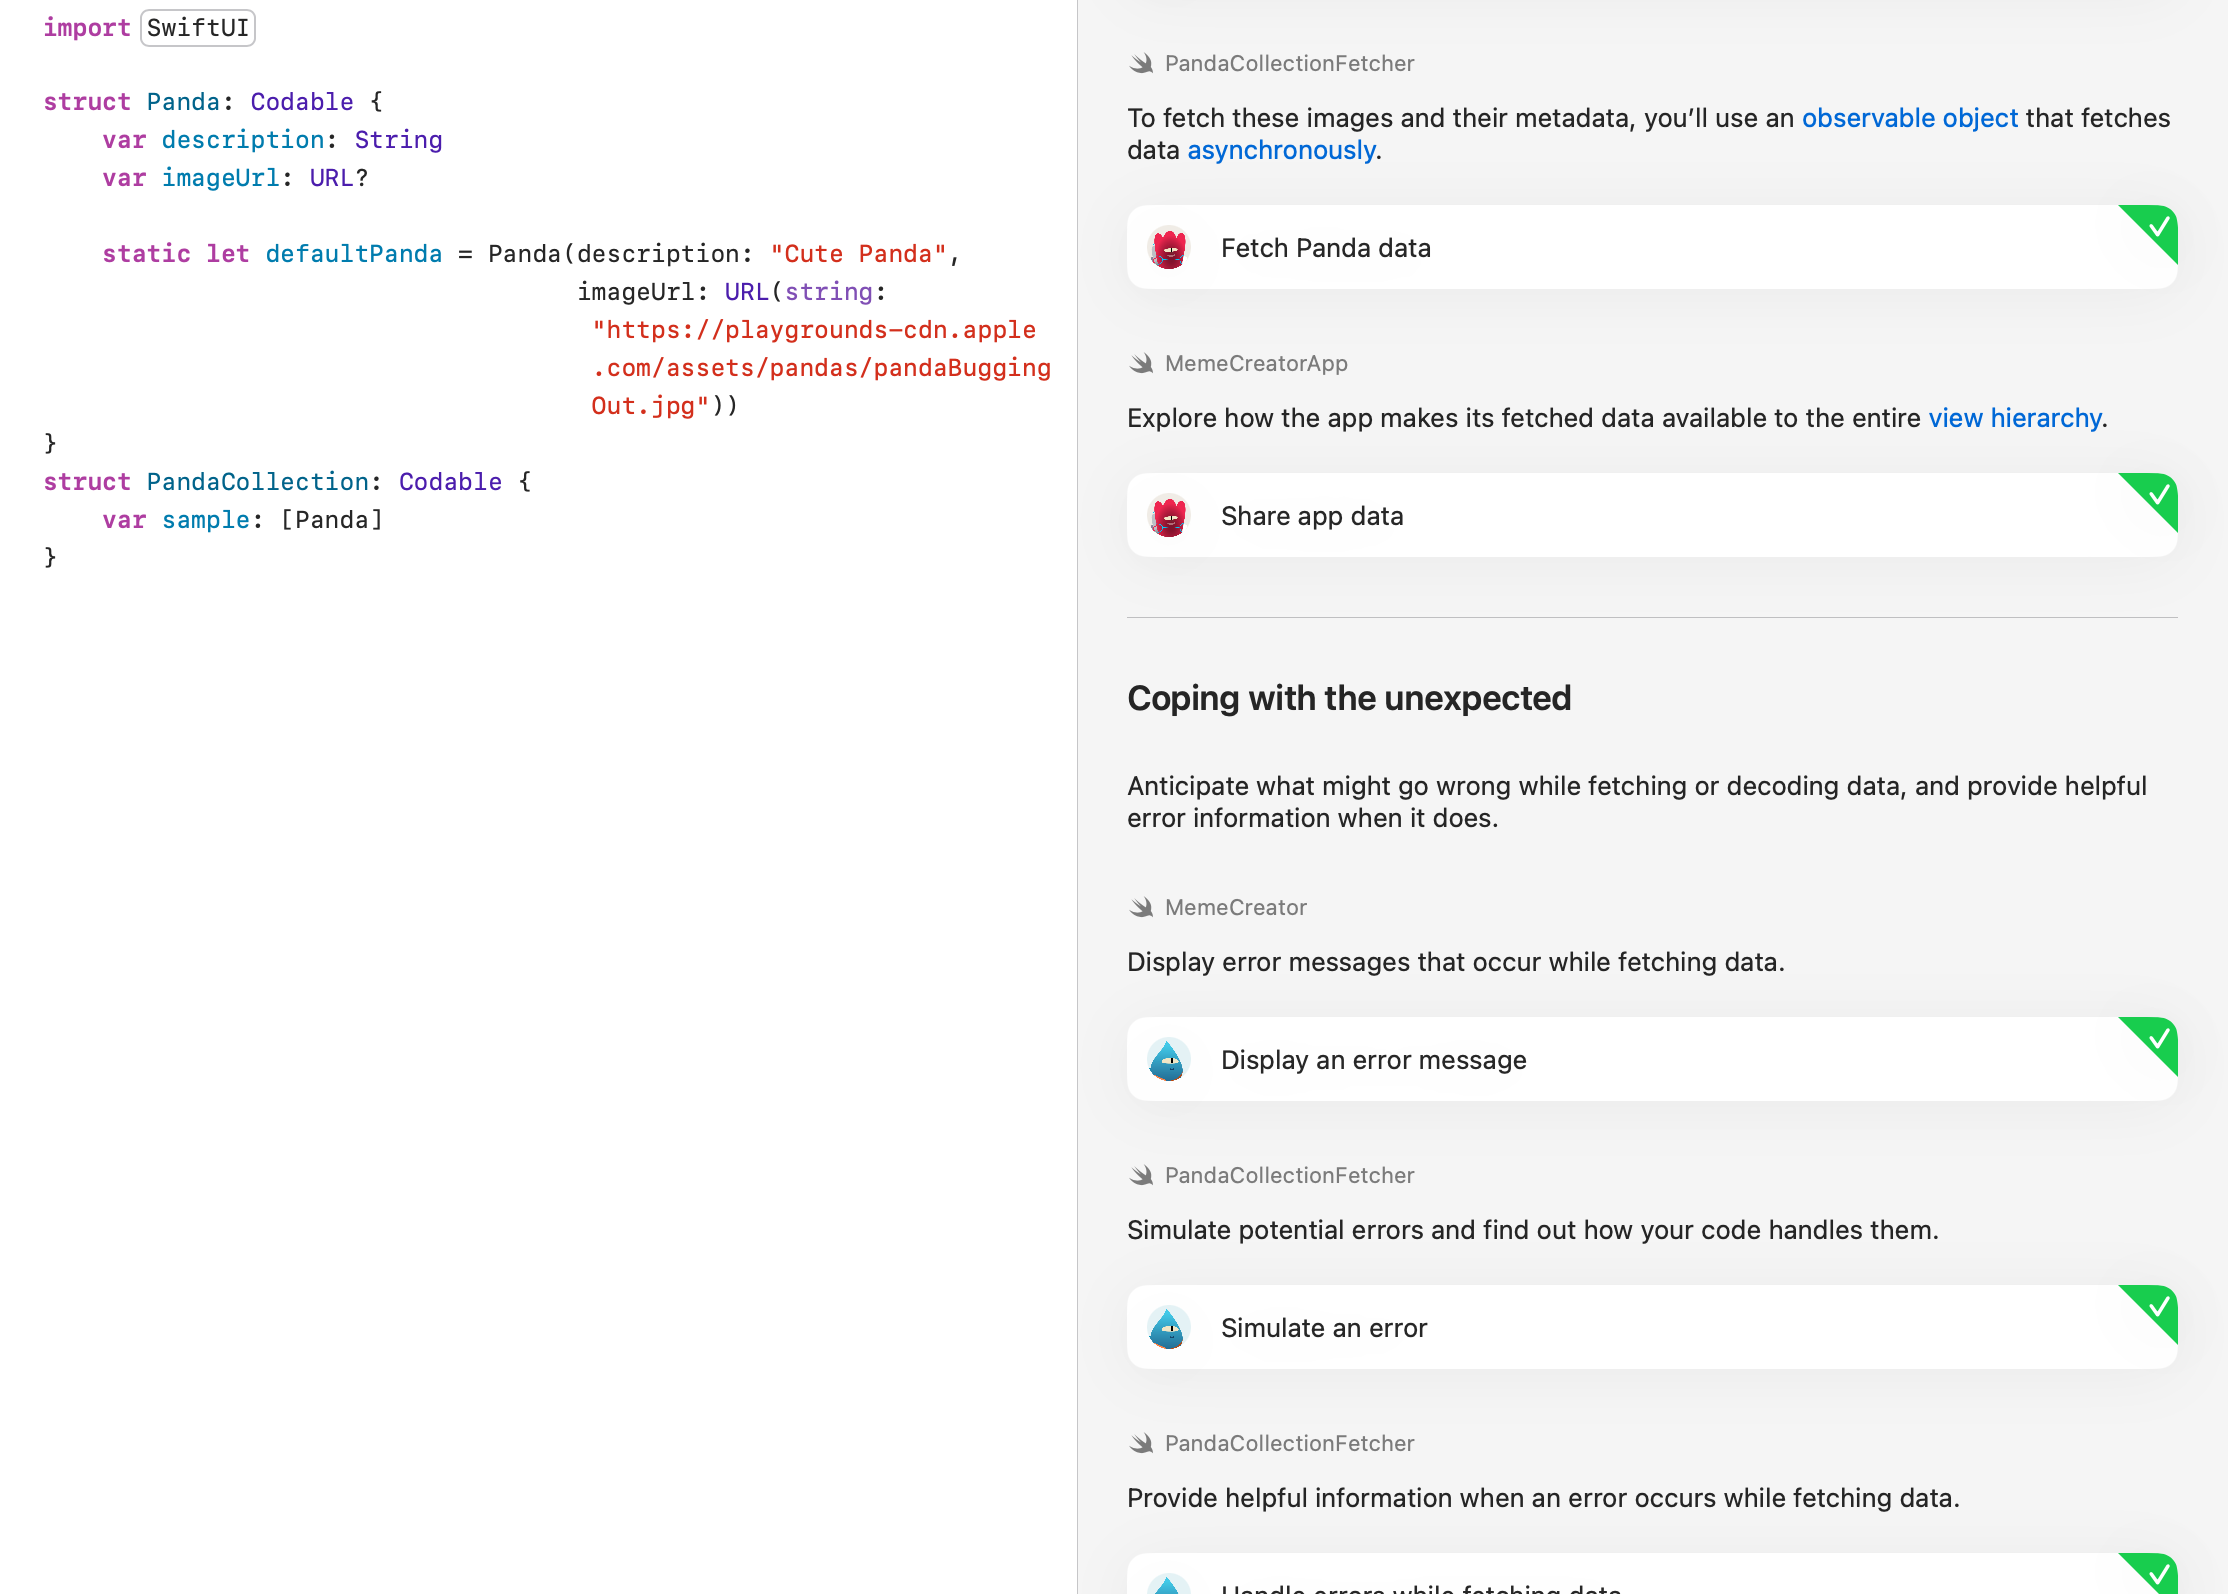 import SwiftUI
struct Panda: Codable {
var description: String
var imageUrl: URL?
static let defaultPanda = Panda(description: "Cute Panda",
imageUrl: URL(string:
"https://playgrounds-cdn.apple
.com/assets/pandas/pandaBugging
Out.jpg"))
}
struct PandaCollection: Codable {
var sample: [Panda]
}
PandaCollectionFetcher
To fetch these images and their metadata, you’ll use an observable object that fetches
data asynchronously.
Fetch Panda data
MemeCreatorApp
Explore how the app makes its fetched data available to the entire view hierarchy.
Share app data
Coping with the unexpected
Anticipate what might go wrong while fetching or decoding data, and provide helpful
error information when it does.
MemeCreator
Display error messages that occur while fetching data.
Display an error message
PandaCollectionFetcher
Simulate potential errors and find out how your code handles them.
Simulate an error
PandaCollectionFetcher
Provide helpful information when an error occurs while fetching data.
Handle errors while fetching data